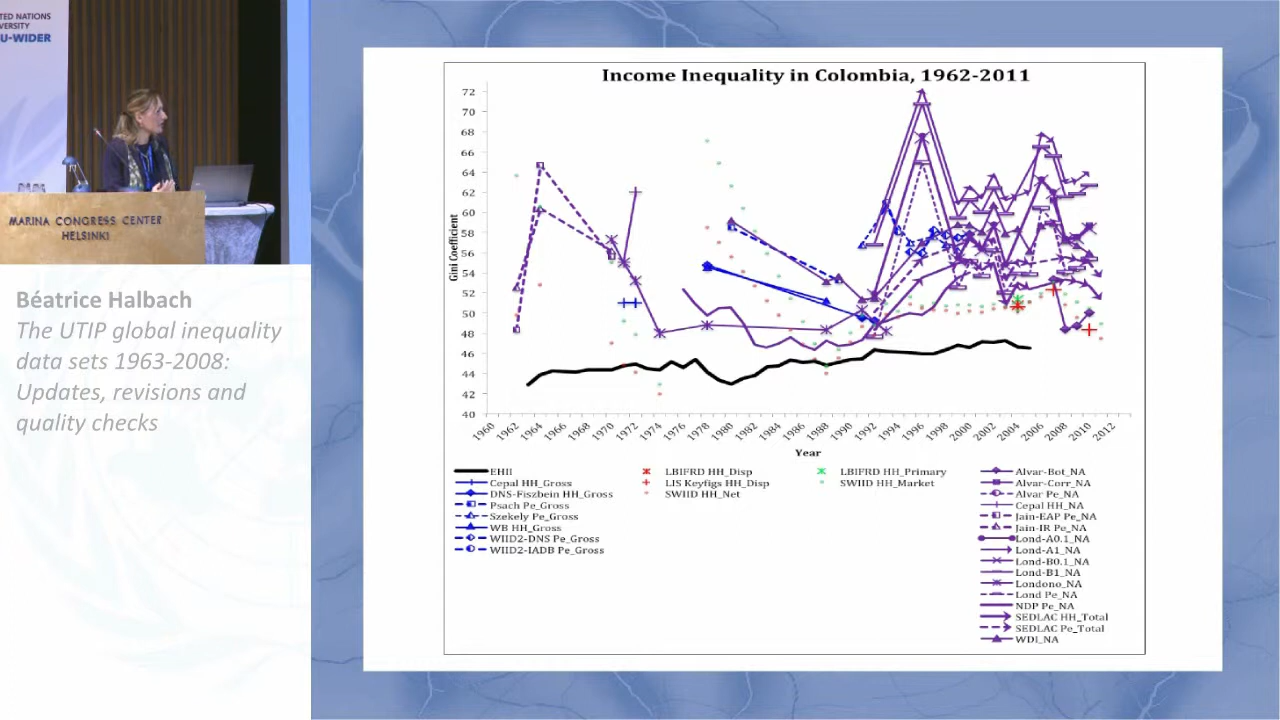 TED NATIONS
VERSITY
U-WIDER
MARINA CONGRESS CENTER
HELSINKI
Béatrice Halbach
The UTIP global inequality
data sets 1963-2008:
Updates, revisions and
quality checks
Income Inequality in Colombia, 1962-2011
Gini Coefficient
72
70
68
66
64
62
60
58
56
54
52
50
48
46
44
42
40
1960
1962
1964
1966
1968
1970
1972
1974
1976
1978
1980
1982
1984
1986
1988
1990
1992
1994
1996
1998
2000
2002
2004
2006
2008
2010
2012
Year
EHII
Cepal HH_Gross
DNS-Fiszbein HH_Gross
Psach Pe_Gross
Szekely Pe_Gross
WB HH_Gross
WIID2-DNS Pe_Gross
WIID2-IADB Pe_Gross
LBIFRD HH_Disp
LIS Keyfigs HH_Disp
SWIID HH_Net
LBIFRD HH_Primary
SWIID HH_Market
Alvar-Bot_NA
Alvar-Corr_NA
Alvar Pe_NA
Cepal HH_NA
Jain-EAP Pe_NA
Jain-IR Pe_NA
Lond-A0.1_NA
Lond-A1_NA
Lond-B0.1_NA
Lond-B1_NA
Londono_NA
Lond Pe_NA
NDP Pe_NA
SEDLAC HH_Total
SEDLAC Pe_Total
WDI_NA